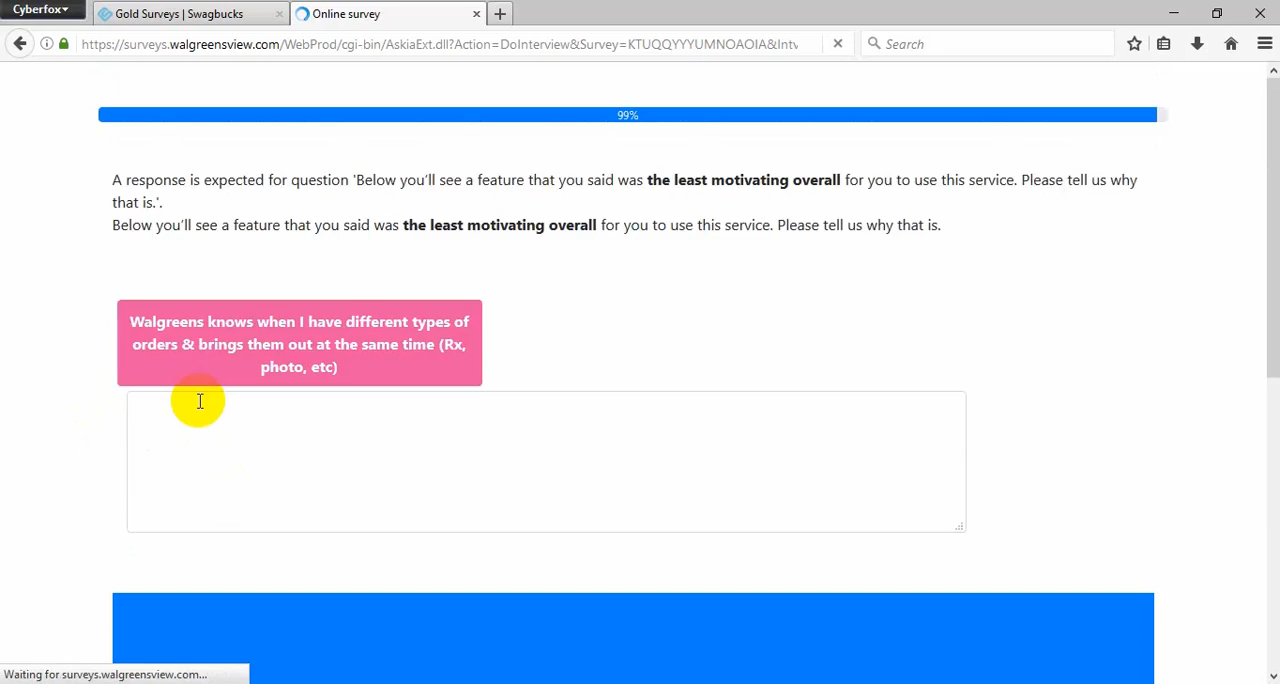 Cyberfox
Gold Surveys | Swagbucks
Online survey
https://surveys.walgreensview.com/WebProd/cgi-bin/AskiaExt.dll?Action=DoInterview&Survey=KTUQQYYYUMNOAOIA&Intv
Search
99%
A response is expected for question 'Below you'll see a feature that you said was the least motivating overall for you to use this service. Please tell us why
that is.'.
Below you'll see a feature that you said was the least motivating overall for you to use this service. Please tell us why that is.
Walgreens knows when I have different types of
orders & brings them out at the same time (Rx,
photo, etc)
Waiting for surveys.walgreensview.com...